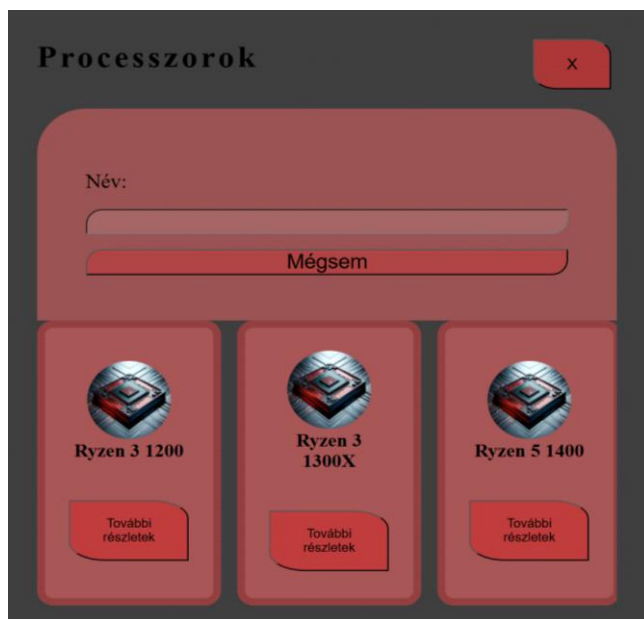 Processzorok
X
Név:
Mégsem
Ryzen 3 1200
Ryzen 3
1300X
Ryzen 5 1400
További
részletek
További
részletek
További
részletek